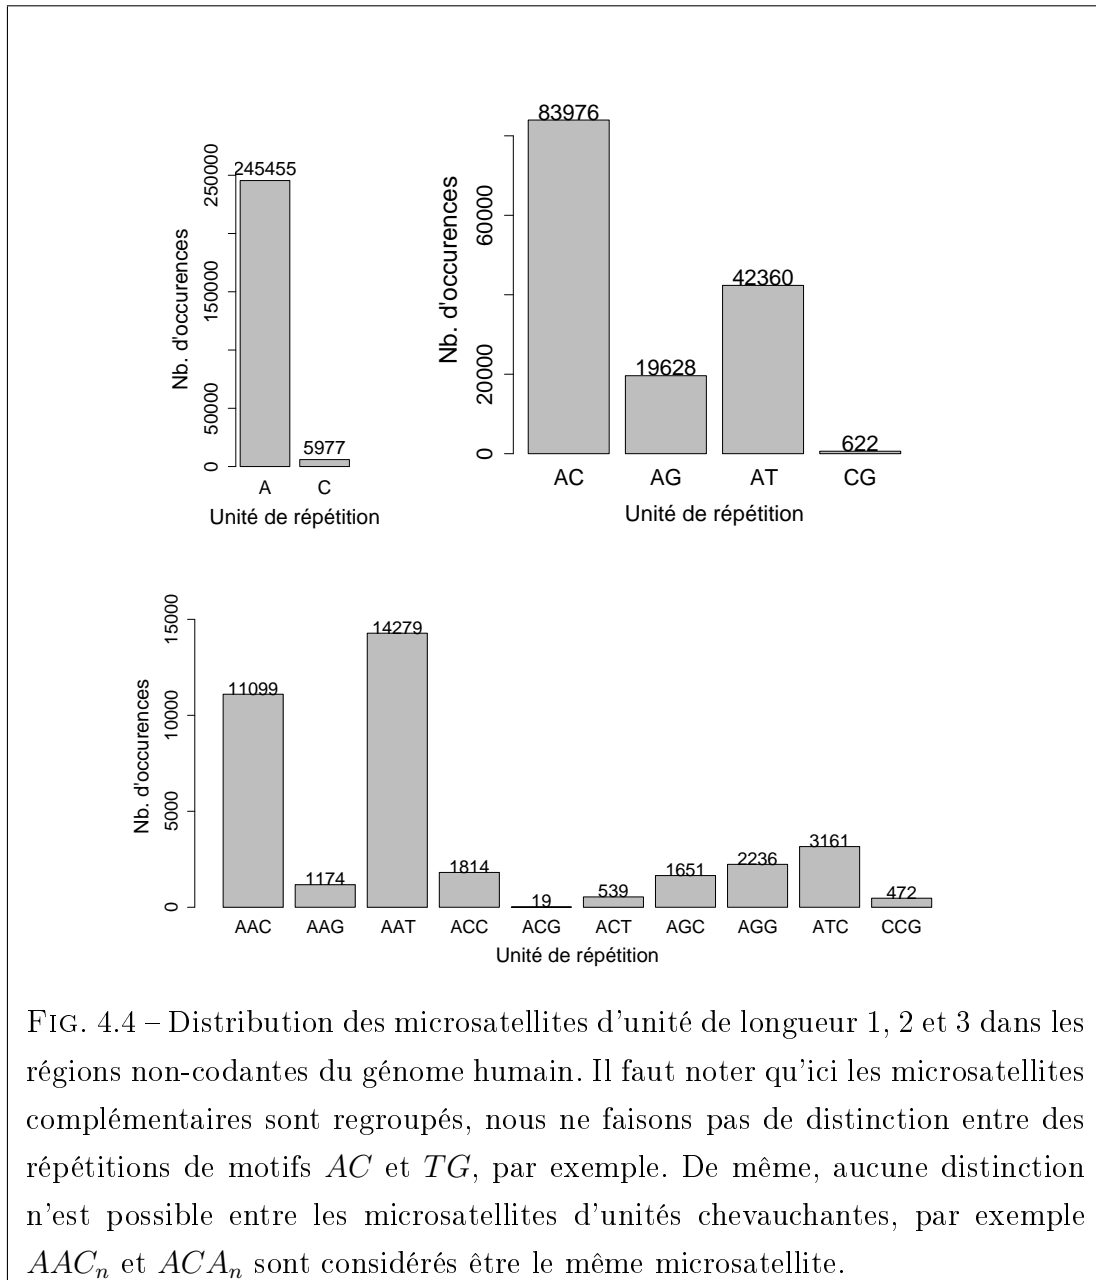 245455
5977
Nb. d'occurences
0
50000
150000
250000
A
C
Unité de répétition
83976
19628
42360
622
Nb. d'occurences
0
20000
60000
AC
AG
AT
CG
Unité de répétition
11099
1174
14279
1814
19
539
1651
2236
3161
472
Nb. d'occurences
0
5000
10000
15000
AAC
AAG
AAT
ACC
ACG
ACT
AGC
AGG
ATC
CCG
Unité de répétition
FIG. 4.4 – Distribution des microsatellites d'unité de longueur 1, 2 et 3 dans les
régions non-codantes du génome humain. Il faut noter qu'ici les microsatellites
complémentaires sont regroupés, nous ne faisons pas de distinction entre des
répétitions de motifs AC et TG, par exemple. De même, aucune distinction
n'est possible entre les microsatellites d'unités chevauchantes, par exemple
AACₙ et ACAₙ sont considérés être le même microsatellite.